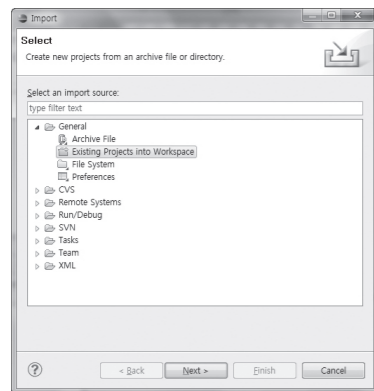 Import
Select
Create new projects from an archive file or directory.
Select an import source:
type filter text
General
Archive File
Existing Projects into Workspace
File System
Preferences
CVS
Remote Systems
Run/Debug
SVN
Tasks
Team
XML
< Back Next > Finish Cancel